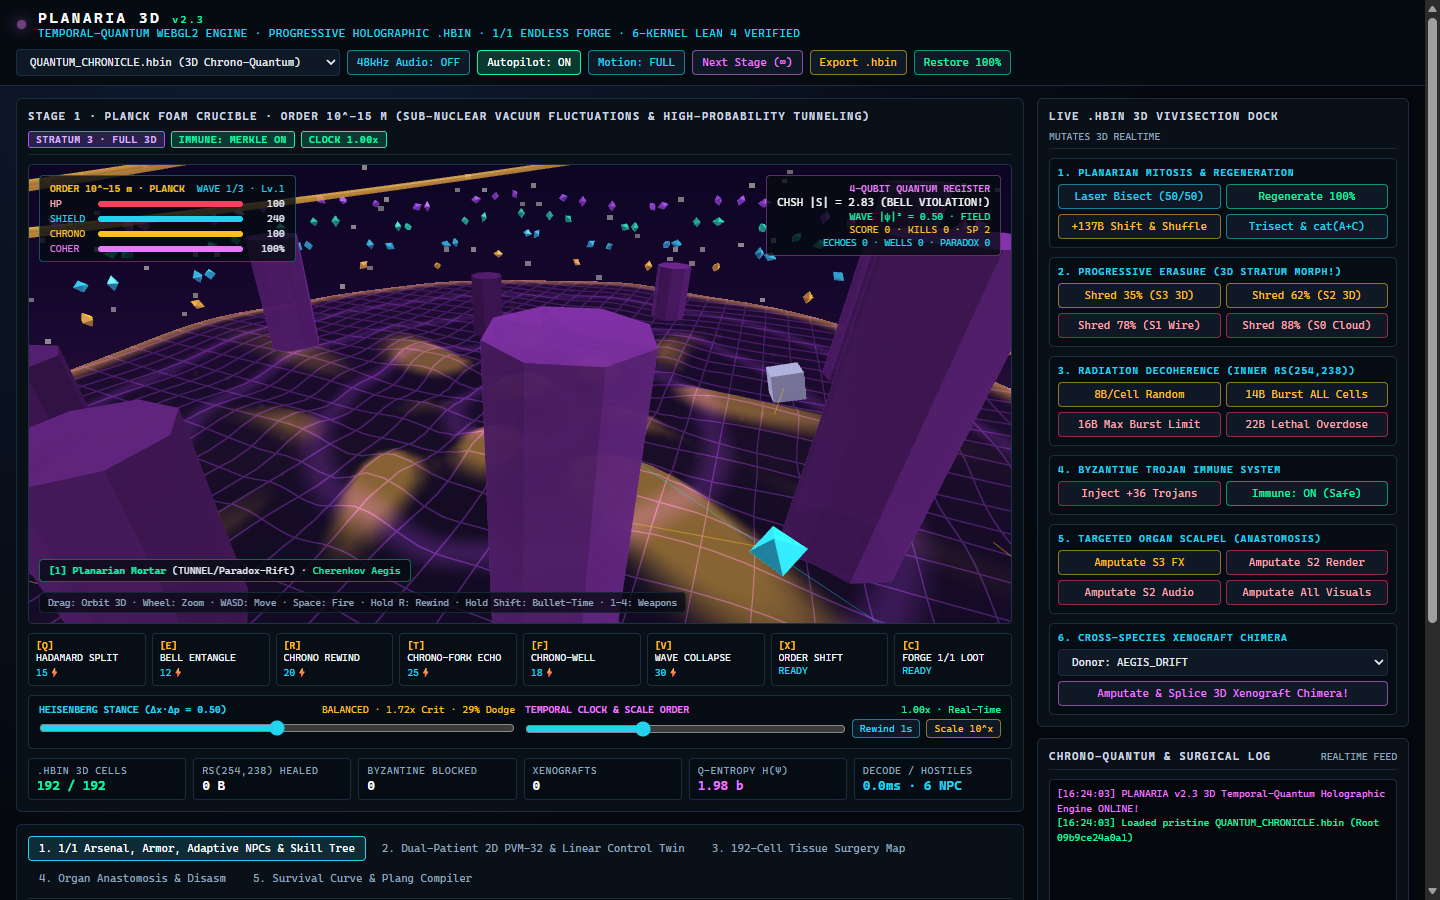 PLANARIA 3D v2.3
TEMPORAL-QUANTUM WEBGL2 ENGINE · PROGRESSIVE HOLOGRAPHIC .HBIN · 1/1 ENDLESS FORGE · 6-KERNEL LEAN 4 VERIFIED
QUANTUM_CHRONICLE.hbin (3D Chrono-Quantum)
48kHz Audio: OFF
Autopilot: ON
Motion: FULL
Next Stage (∞)
Export .hbin
Restore 100%
STAGE 1 · PLANCK FOAM CRUCIBLE · ORDER 10^-15 M (SUB-NUCLEAR VACUUM FLUCTUATIONS & HIGH-PROBABILITY TUNNELING)
STRATUM 3 · FULL 3D
IMMUNE: MERKLE ON
CLOCK 1.00x
ORDER 10^-15 m · PLANCK WAVE 1/3 · Lv.1
HP 100
SHIELD 240
CHRONO 100
COHER 100%
4-QUBIT QUANTUM REGISTER
CHSH |S| = 2.83 (BELL VIOLATION!)
WAVE |ψ|² = 0.50 · FIELD
SCORE 0 · KILLS 0 · SP 2
ECHOES 0 · WELLS 0 · PARADOX 0
[1] Planarian Mortar (TUNNEL/Paradox-Rift) · Cherenkov Aegis
Drag: Orbit 3D · Wheel: Zoom · WASD: Move · Space: Fire · Hold R: Rewind · Hold Shift: Bullet-Time · 1-4: Weapons
[Q]
HADAMARD SPLIT
15⚡
[E]
BELL ENTANGLE
12⚡
[R]
CHRONO REWIND
20⚡
[T]
CHRONO-FORK ECHO
25⚡
[F]
CHRONO-WELL
18⚡
[V]
WAVE COLLAPSE
30⚡
[X]
ORDER SHIFT
READY
[C]
FORGE 1/1 LOOT
READY
HEISENBERG STANCE (Δx·Δp = 0.50) BALANCED · 1.72x Crit · 29% Dodge
TEMPORAL CLOCK & SCALE ORDER 1.00x · Real-Time
Rewind 1s
Scale 10^x
.HBIN 3D CELLS
192 / 192
RS(254,238) HEALED
0 B
BYZANTINE BLOCKED
0
XENOGRAFTS
0
Q-ENTROPY H(Ψ)
1.98 b
DECODE / HOSTILES
0.0ms · 6 NPC
1. 1/1 Arsenal, Armor, Adaptive NPCs & Skill Tree
2. Dual-Patient 2D PVM-32 & Linear Control Twin
3. 192-Cell Tissue Surgery Map
4. Organ Anastomosis & Disasm
5. Survival Curve & Plang Compiler
LIVE .HBIN 3D VIVISECTION DOCK
MUTATES 3D REALTIME
1. PLANARIAN MITOSIS & REGENERATION
Laser Bisect (50/50)
Regenerate 100%
+137B Shift & Shuffle
Trisect & cat(A+C)
2. PROGRESSIVE ERASURE (3D STRATUM MORPH!)
Shred 35% (S3 3D)
Shred 62% (S2 3D)
Shred 78% (S1 Wire)
Shred 88% (S0 Cloud)
3. RADIATION DECOHERENCE (INNER RS(254,238))
8B/Cell Random
14B Burst ALL Cells
16B Max Burst Limit
22B Lethal Overdose
4. BYZANTINE TROJAN IMMUNE SYSTEM
Inject +36 Trojans
Immune: ON (Safe)
5. TARGETED ORGAN SCALPEL (ANASTOMOSIS)
Amputate S3 FX
Amputate S2 Render
Amputate S2 Audio
Amputate All Visuals
6. CROSS-SPECIES XENOGRAFT CHIMERA
Donor: AEGIS_DRIFT
Amputate & Splice 3D Xenograft Chimera!
CHRONO-QUANTUM & SURGICAL LOG
REALTIME FEED
[16:24:03] PLANARIA v2.3 3D Temporal-Quantum Holographic
Engine ONLINE!
[16:24:03] Loaded pristine QUANTUM_CHRONICLE.hbin (Root
09b9ce24a0a1)